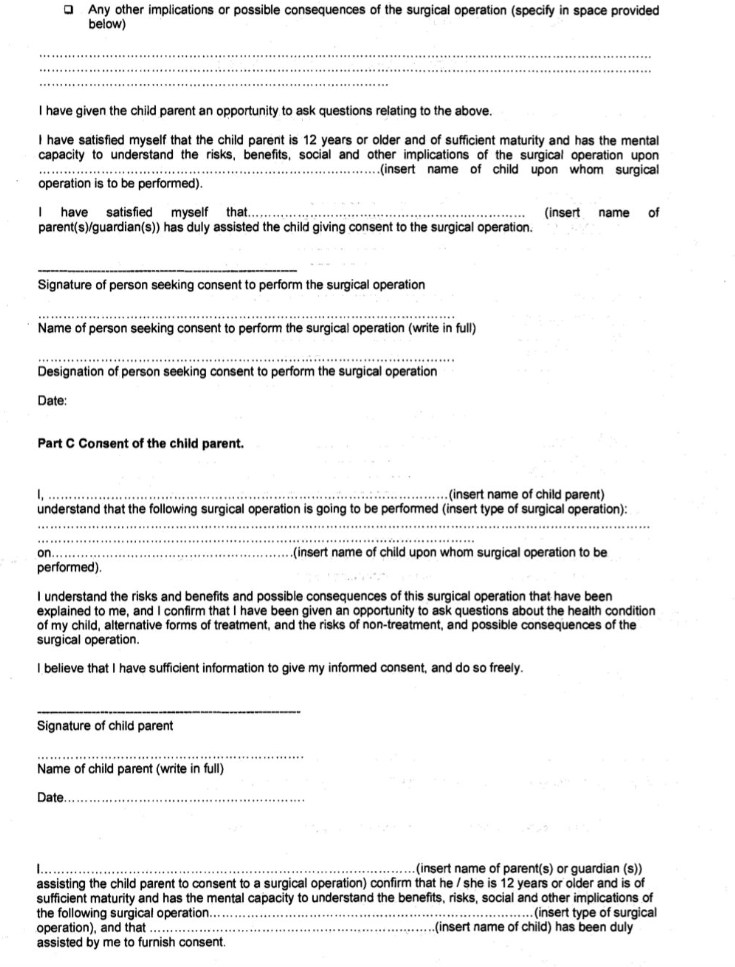 ❑ Any other implications or possible consequences of the surgical operation (specify in space provided
below)
................................................................................................................................................
................................................................................................................................................
..................................................................................
I have given the child parent an opportunity to ask questions relating to the above.
I have satisfied myself that the child parent is 12 years or older and of sufficient maturity and has the mental
capacity to understand the risks, benefits, social and other implications of the surgical operation upon
................................................................................(insert name of child upon whom surgical
operation is to be performed).
I have satisfied myself that.................................................................. (insert name of
parent(s)/guardian(s)) has duly assisted the child giving consent to the surgical operation.
______________________________
Signature of person seeking consent to perform the surgical operation
..................................................................................................
Name of person seeking consent to perform the surgical operation (write in full)
..................................................................................................
Designation of person seeking consent to perform the surgical operation
Date:
Part C Consent of the child parent.
I, ..............................................................................................(insert name of child parent)
understand that the following surgical operation is going to be performed (insert type of surgical operation):
................................................................................................................................................
.......................................................................................................
on.........................................................(insert name of child upon whom surgical operation to be
performed).
I understand the risks and benefits and possible consequences of this surgical operation that have been
explained to me, and I confirm that I have been given an opportunity to ask questions about the health condition
of my child, alternative forms of treatment, and the risks of non-treatment, and possible consequences of the
surgical operation.
I believe that I have sufficient information to give my informed consent, and do so freely.
______________________________
Signature of child parent
...............................................................
Name of child parent (write in full)
Date.........................................................
I........................................................................................(insert name of parent(s) or guardian (s))
assisting the child parent to consent to a surgical operation) confirm that he / she is 12 years or older and is of
sufficient maturity and has the mental capacity to understand the benefits, risks, social and other implications of
the following surgical operation............................................................................(insert type of surgical
operation), and that ...................................................................(insert name of child) has been duly
assisted by me to furnish consent.